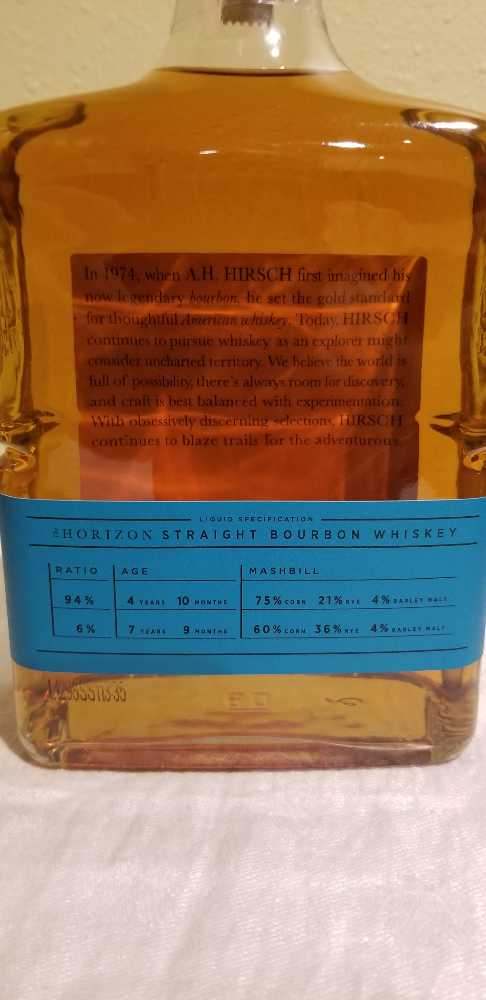 In 1974, when A.H. HIRSCH first imagined his
now legendary bourbon, he set the gold standard
for thoughtful American whiskey. Today, HIRSCH
continues to pursue whiskey as an explorer might
consider uncharted territory. We believe the world is
full of possibility, there's always room for discovery,
and craft is best balanced with experimentation.
With obsessively discerning selections, HIRSCH
continues to blaze trails for the adventurous.
LIQUID SPECIFICATION
THE HORIZON STRAIGHT BOURBON WHISKEY
RATIO AGE MASHBILL
94% 4 YEARS 10 MONTHS 75% CORN 21% RYE 4% BARLEY MALT
6% 7 YEARS 9 MONTHS 60% CORN 36% RYE 4% BARLEY MALT